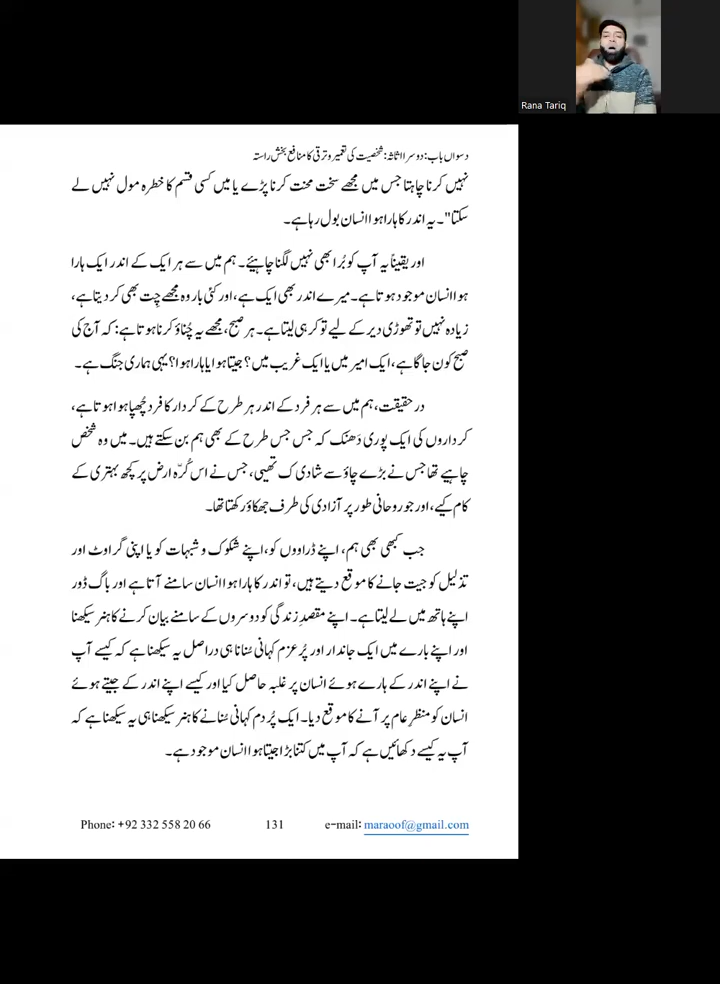 Rana Tariq
دسواں باب: دوسرا اثاثہ: شخصیت کی تعمیر و ترقی کا منافع بخش راستہ
نہیں کرنا چاہتا جس میں مجھے سخت محنت کرنا پڑے یا میں کسی قسم کا خطرہ مول نہیں لے
سکتا"۔ یہ اندر کا ہارا ہوا انسان بول رہا ہے۔
اور یقیناً یہ آپ کو بُرا بھی نہیں لگنا چاہیئے۔ ہم میں سے ہر ایک کے اندر ایک ہارا
ہوا انسان موجود ہوتا ہے۔ میرے اندر بھی ایک ہے، اور کئی بار وہ مجھے چِت بھی کر دیتا ہے،
زیادہ نہیں تو تھوڑی دیر کے لیے تو کر ہی لیتا ہے۔ ہر صبح، مجھے یہ چُناؤ کرنا ہوتا ہے: کہ آج کی
صبح کون جاگا ہے، ایک امیر میں یا ایک غریب میں؟ جیتا ہوا یا ہارا ہوا؟ یہی ہماری جنگ ہے۔
درحقیقت، ہم میں سے ہر فرد کے اندر ہر طرح کے کردار کا فرد چُھپا ہوا ہوتا ہے،
کرداروں کی ایک پوری دَھنک کہ جس جس طرح کے بھی ہم بن سکتے ہیں۔ میں وہ شخص
چاہیے تھا جس نے بڑے چاؤ سے شادی ک تھیی، جس نے اس کُرّہ ارض پر کچھ بہتری کے
کام کیے، اور جو روحانی طور پر آزادی کی طرف جھکاؤ رکھتا تھا۔
جب کبھی بھی ہم، اپنے ڈراووں کو، اپنے شکوک و شبہات کو یا اپنی گراوٹ اور
تذلیل کو جیت جانے کا موقع دیتے ہیں، تو اندر کا ہارا ہوا انسان سامنے آتا ہے اور باگ ڈور
اپنے ہاتھ میں لے لیتا ہے۔ اپنے مقصدِ زندگی کو دوسروں کے سامنے بیان کرنے کا ہنر سیکھنا
اور اپنے بارے میں ایک جاندار اور پُرعزم کہانی سُنانا ہی دراصل یہ سیکھنا ہے کہ کیسے آپ
نے اپنے اندر کے ہارے ہوئے انسان پر غلبہ حاصل کیا اور کیسے اپنے اندر کے جیتے ہوئے
انسان کو منظرِ عام پر آنے کا موقع دیا۔ ایک پُردم کہانی سُنانے کا ہنر سیکھنا ہی یہ سیکھنا ہے کہ
آپ یہ کیسے دکھائیں ہے کہ آپ میں کتنا بڑا جیتا ہوا انسان موجود ہے۔
Phone: +92 332 558 20 66 131 e-mail: maraoof@gmail.com